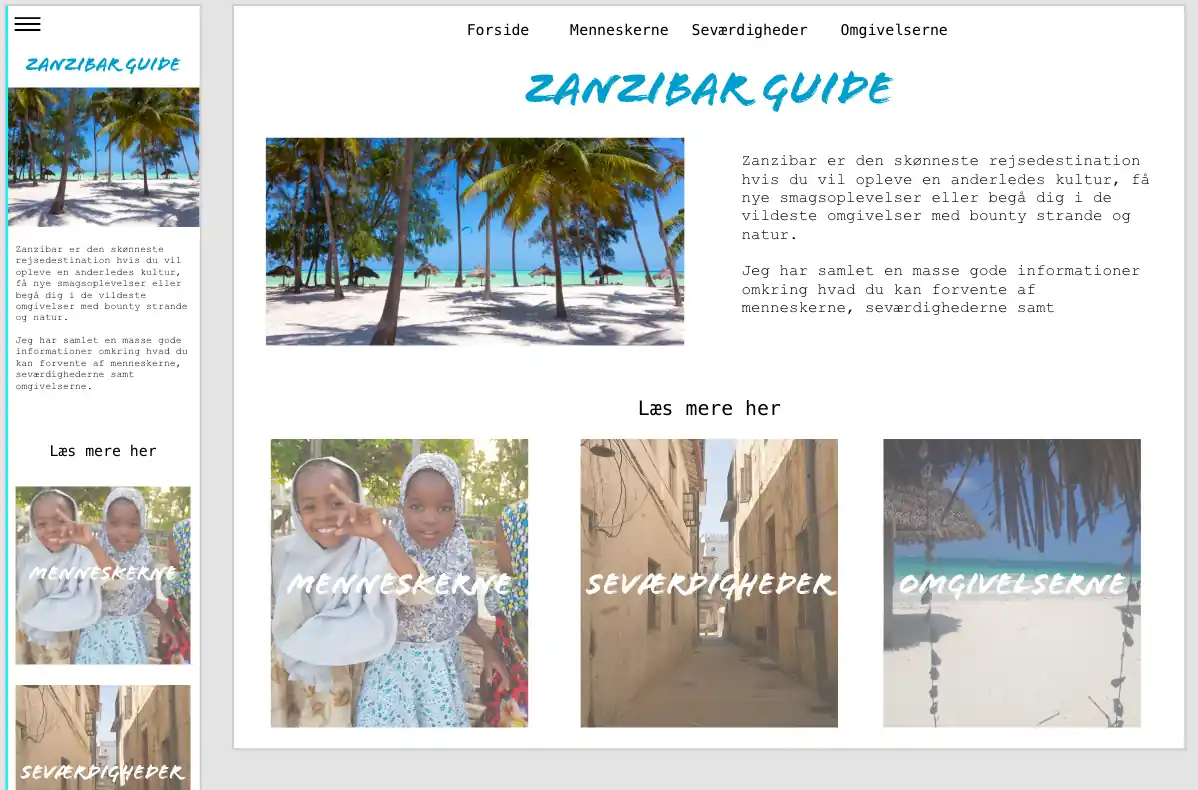 ZANZIBAR GUIDE
Zanzibar er den skønneste
rejsedestination hvis du vil
opleve en anderledes kultur,
få nye smagsoplevelser eller
begå dig i de vildeste
omgivelser med bounty strande
og natur.
Jeg har samlet en masse gode
informationer omkring hvad du
kan forvente af menneskerne,
seværdighederne samt
omgivelserne.
Læs mere her
MENNESKERNE
SEVÆRDIGHEDER
Forside Menneskerne Seværdigheder Omgivelserne
ZANZIBAR GUIDE
Zanzibar er den skønneste rejsedestination
hvis du vil opleve en anderledes kultur, få
nye smagsoplevelser eller begå dig i de
vildeste omgivelser med bounty strande og
natur.
Jeg har samlet en masse gode informationer
omkring hvad du kan forvente af
menneskerne, seværdighederne samt
Læs mere her
MENNESKERNE
SEVÆRDIGHEDER
OMGIVELSERNE